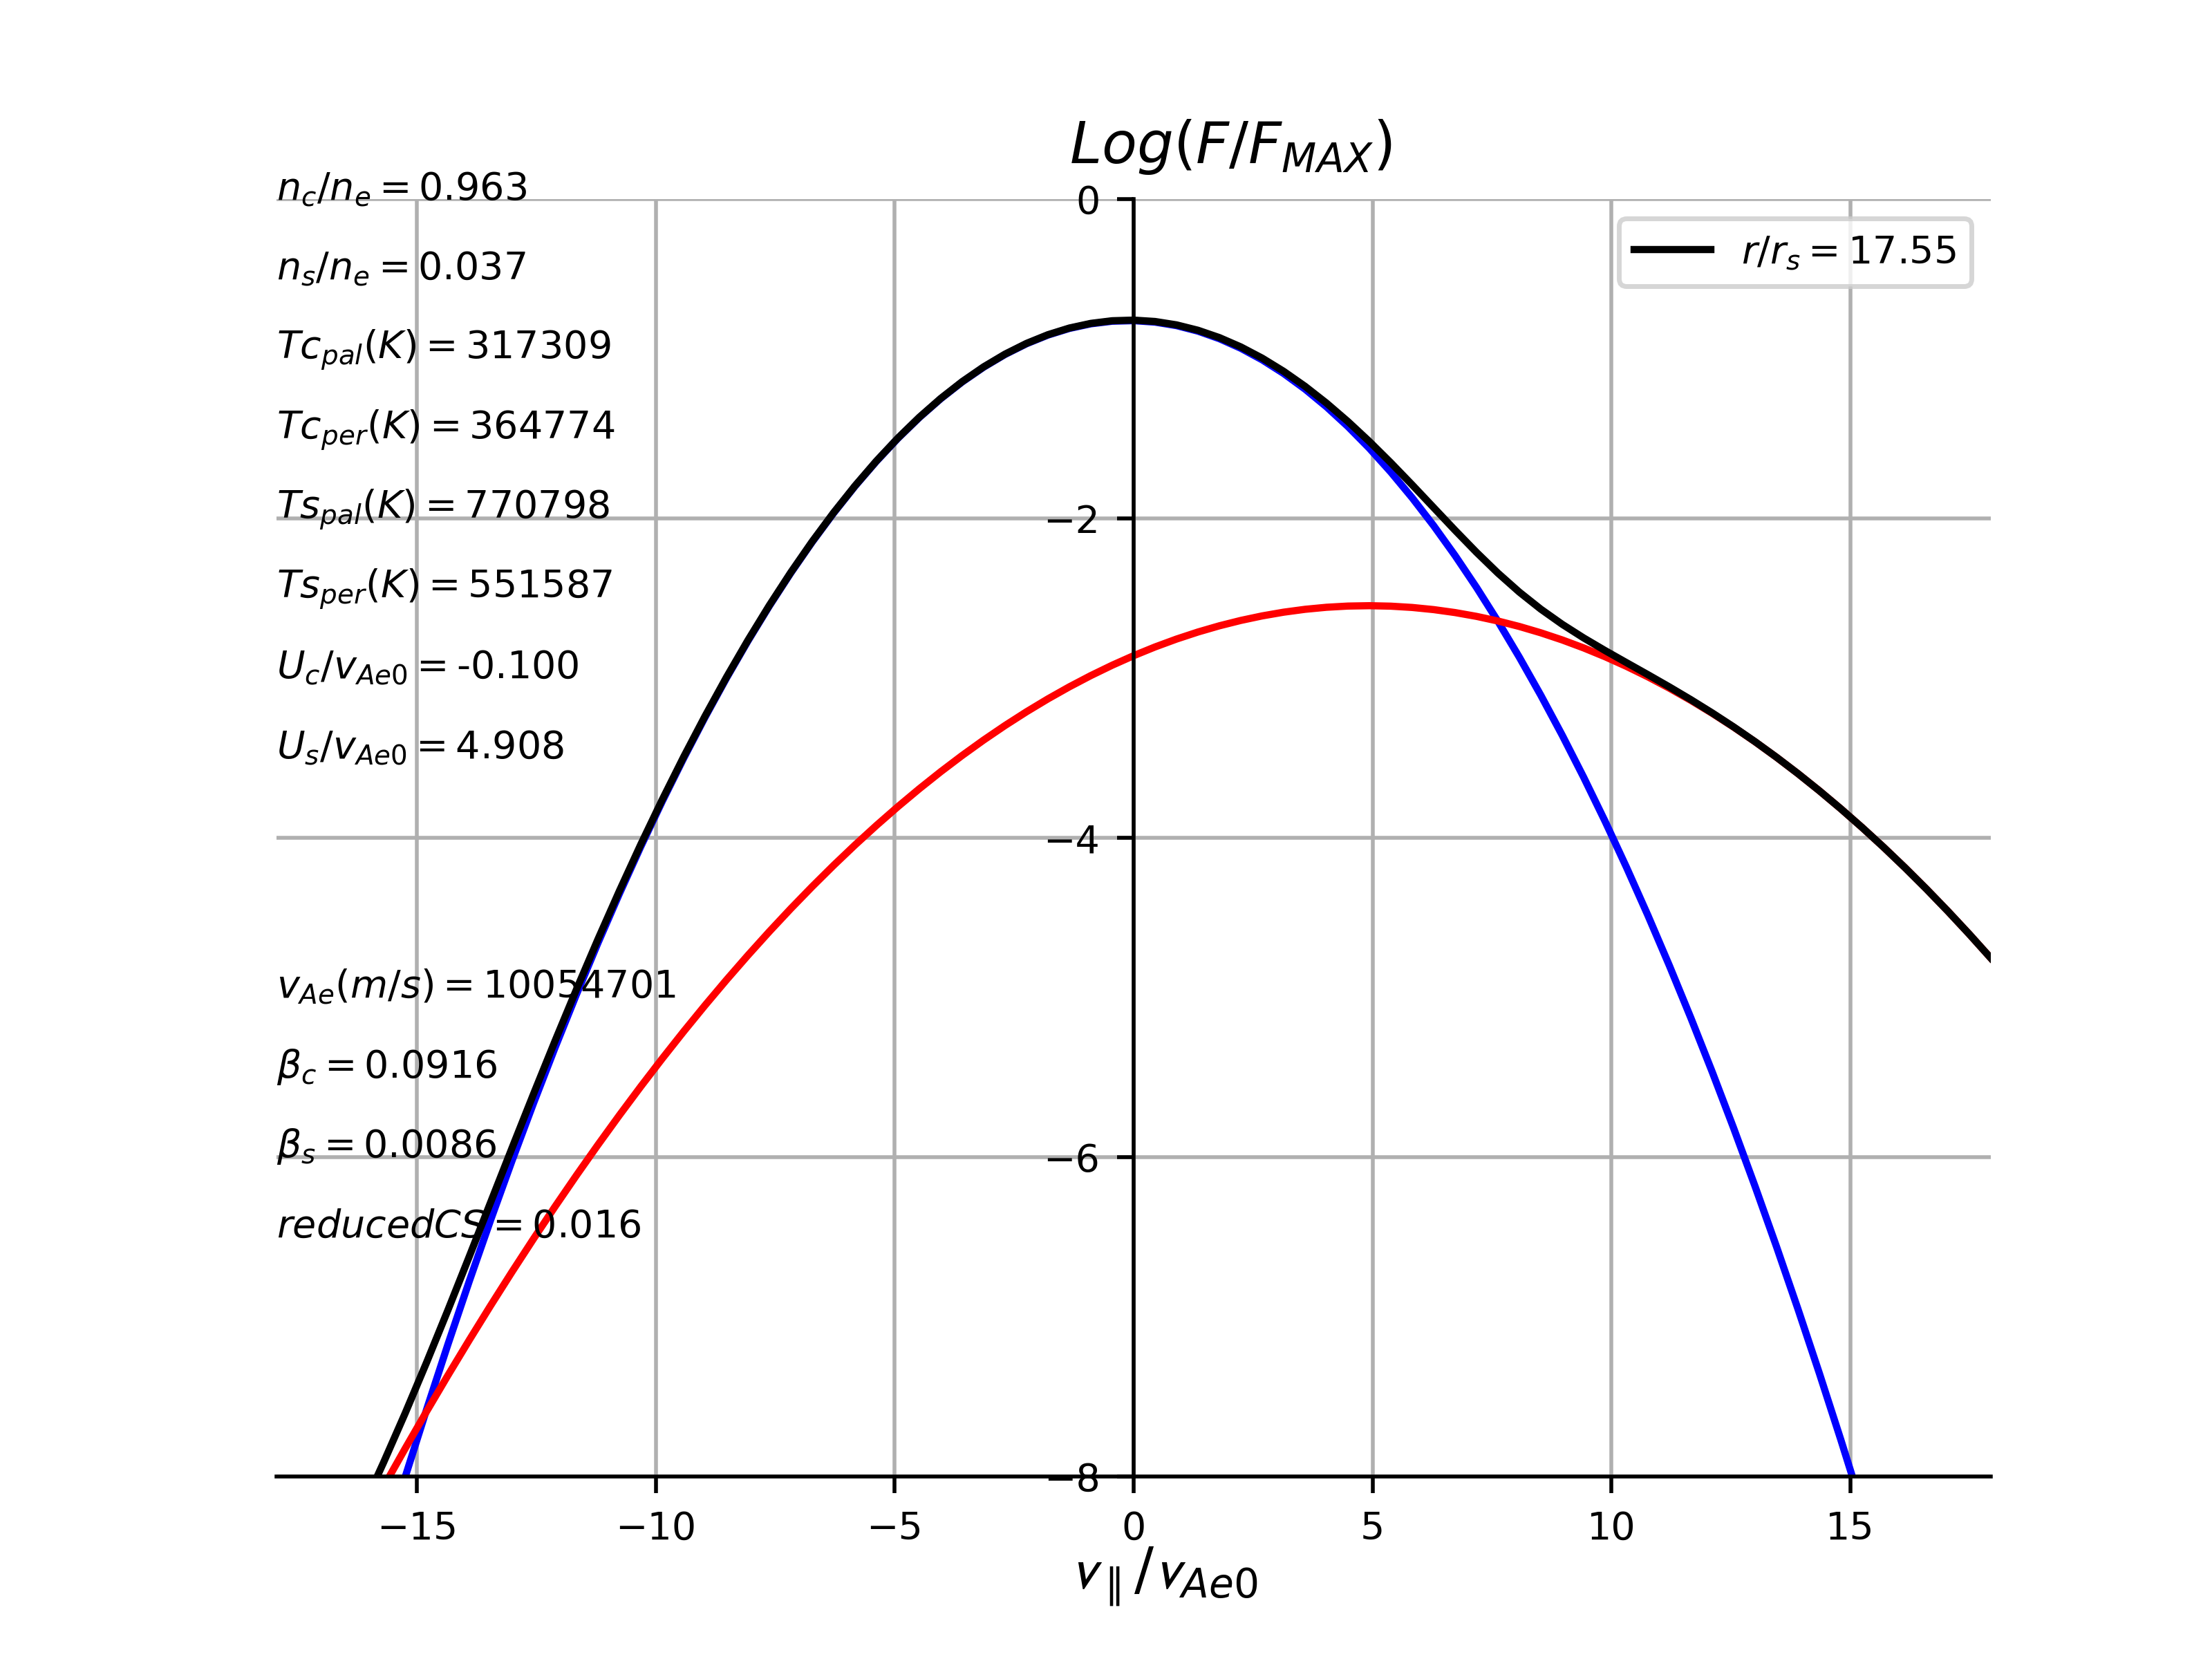 Log(F/F_MAX)
n_c/n_e = 0.963
n_s/n_e = 0.037
Tc_pal(K) = 317309
Tc_per(K) = 364774
Ts_pal(K) = 770798
Ts_per(K) = 551587
U_c/v_Ae0 = -0.100
U_s/v_Ae0 = 4.908
v_Ae(m/s) = 10054701
β_c = 0.0916
β_s = 0.0086
reducedCS = 0.016
r/r_s = 17.55
0
−2
−4
−6
−8
−15 −10 −5 0 5 10 15
v_∥/v_Ae0